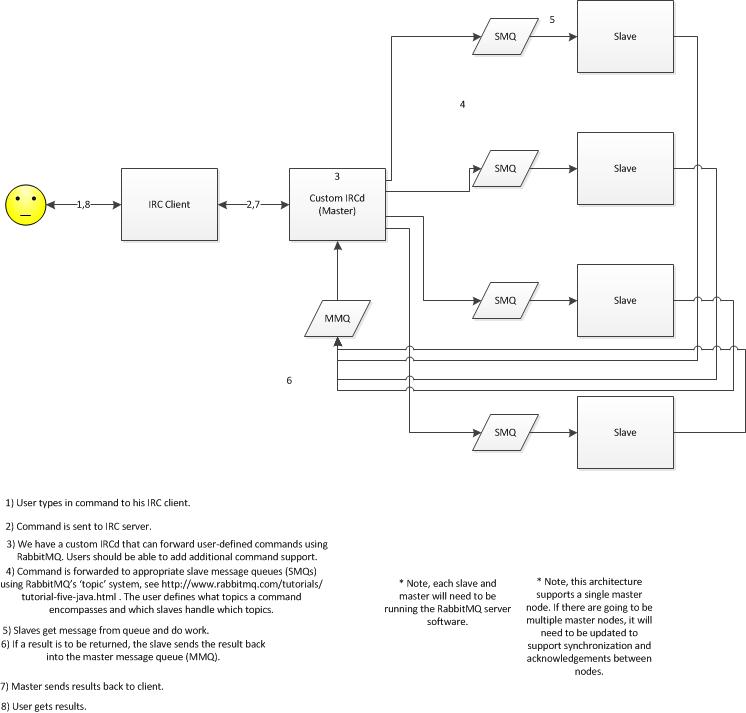 SMQ
5
Slave
4
SMQ
Slave
3
Custom IRCd
(Master)
1,8
IRC Client
2,7
SMQ
Slave
MMQ
6
SMQ
Slave
1) User types in command to his IRC client.
2) Command is sent to IRC server.
3) We have a custom IRCd that can forward user-defined commands using
RabbitMQ. Users should be able to add additional command support.
4) Command is forwarded to appropriate slave message queues (SMQs)
using RabbitMQ's 'topic' system, see http://www.rabbitmq.com/tutorials/
tutorial-five-java.html . The user defines what topics a command
encompasses and which slaves handle which topics.
5) Slaves get message from queue and do work.
6) If a result is to be returned, the slave sends the result back
into the master message queue (MMQ).
7) Master sends results back to client.
8) User gets results.
* Note, each slave and
master will need to be
running the RabbitMQ server
software.
* Note, this architecture
supports a single master
node. If there are going to be
multiple master nodes, it will
need to be updated to
support synchronization and
acknowledgements between
nodes.